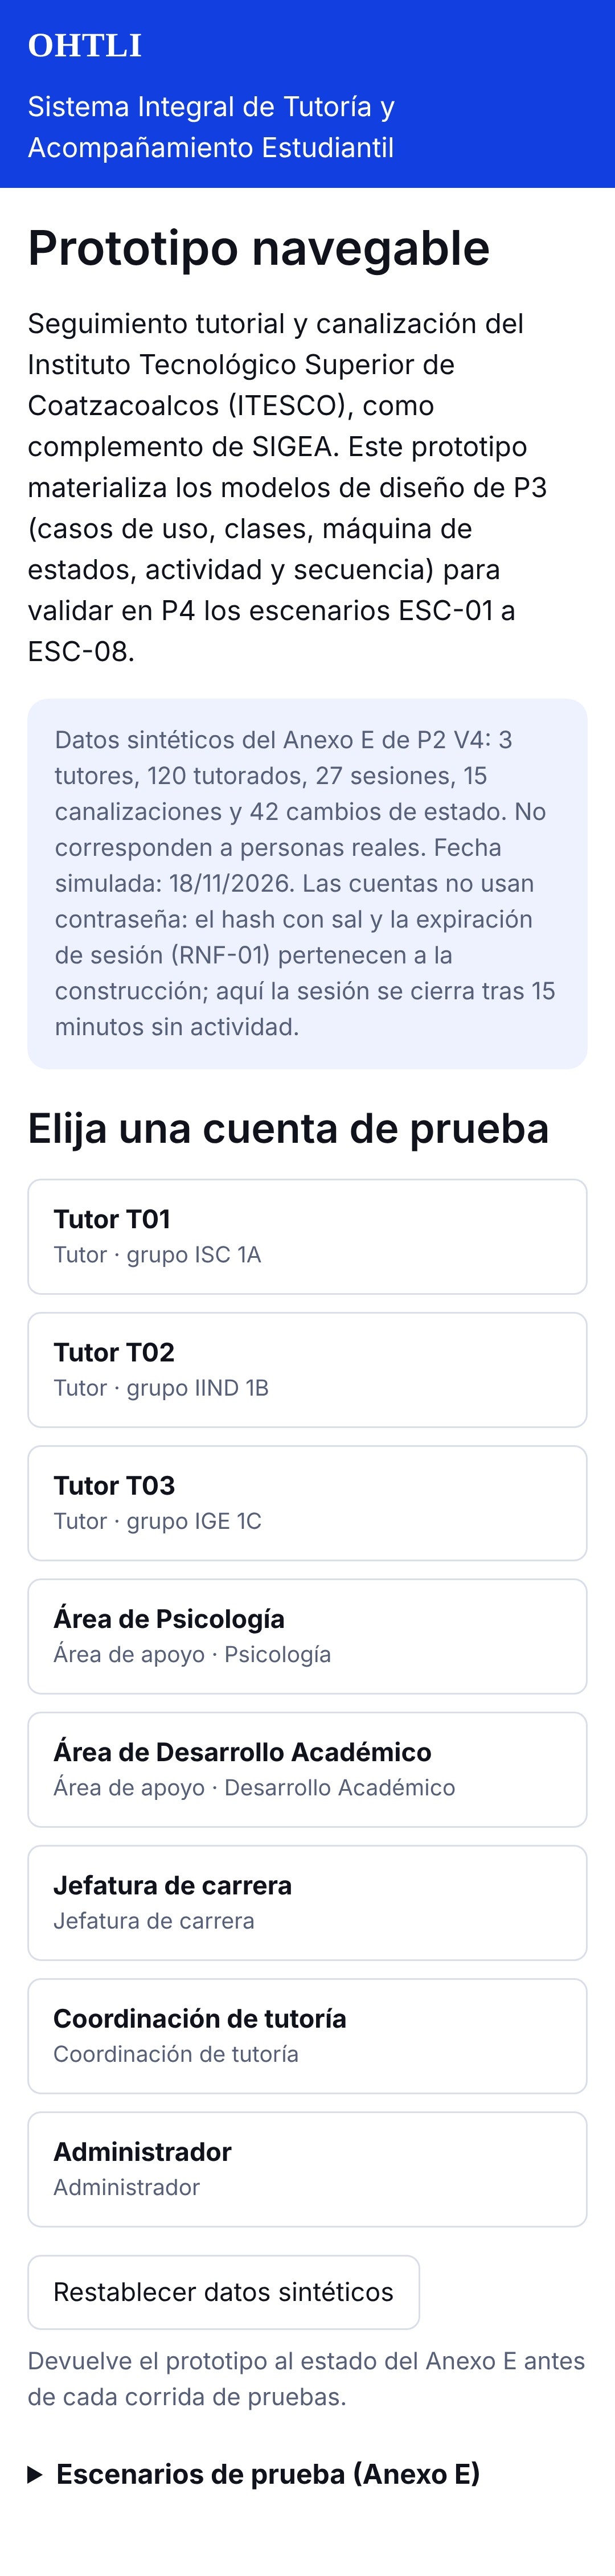 OHTLI
Sistema Integral de Tutoría y
Acompañamiento Estudiantil
Prototipo navegable
Seguimiento tutorial y canalización del
Instituto Tecnológico Superior de
Coatzacoalcos (ITESCO), como
complemento de SIGEA. Este prototipo
materializa los modelos de diseño de P3
(casos de uso, clases, máquina de
estados, actividad y secuencia) para
validar en P4 los escenarios ESC-01 a
ESC-08.
Datos sintéticos del Anexo E de P2 V4: 3
tutores, 120 tutorados, 27 sesiones, 15
canalizaciones y 42 cambios de estado. No
corresponden a personas reales. Fecha
simulada: 18/11/2026. Las cuentas no usan
contraseña: el hash con sal y la expiración
de sesión (RNF-01) pertenecen a la
construcción; aquí la sesión se cierra tras 15
minutos sin actividad.
Elija una cuenta de prueba
Tutor T01
Tutor · grupo ISC 1A
Tutor T02
Tutor · grupo IIND 1B
Tutor T03
Tutor · grupo IGE 1C
Área de Psicología
Área de apoyo · Psicología
Área de Desarrollo Académico
Área de apoyo · Desarrollo Académico
Jefatura de carrera
Jefatura de carrera
Coordinación de tutoría
Coordinación de tutoría
Administrador
Administrador
Restablecer datos sintéticos
Devuelve el prototipo al estado del Anexo E antes
de cada corrida de pruebas.
Escenarios de prueba (Anexo E)